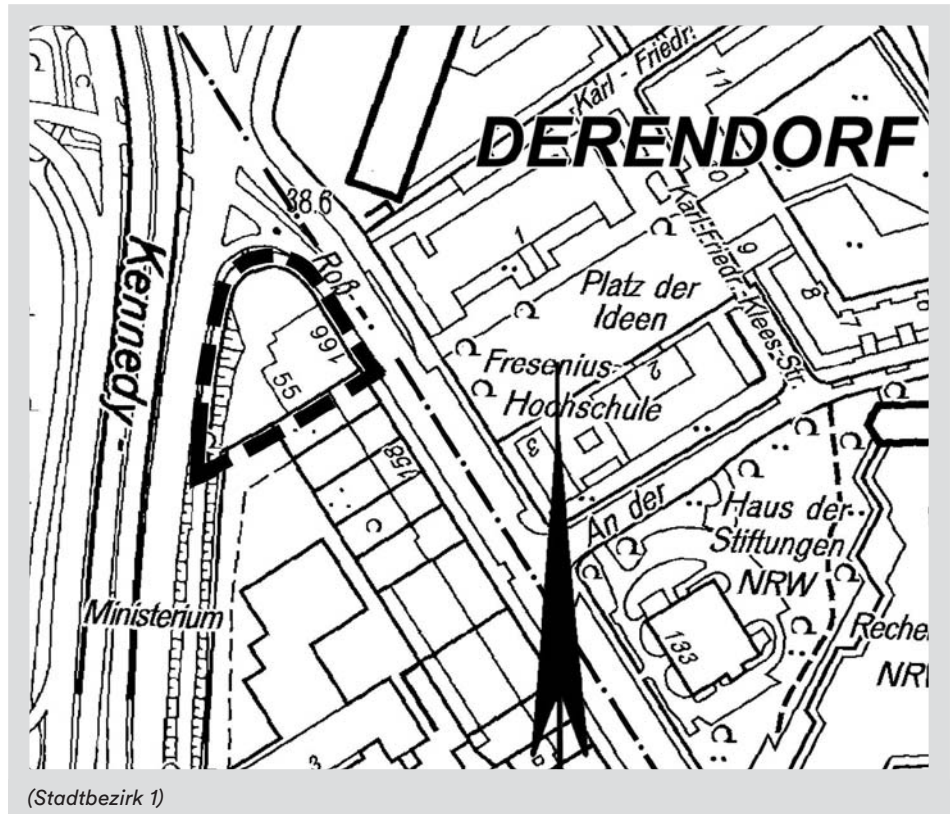 Karl-Friedr.
11
DERENDORF
10
38.6
Karl-Friedr.-Klees-Str.
Kennedy-
Roß-
1
9
8
7
Platz der
Ideen
166
55
Fresenius-
Hochschule
2
3
158
An der
Haus der
Stiftungen
NRW
Ministerium
133
Reche
NR
3
(Stadtbezirk 1)